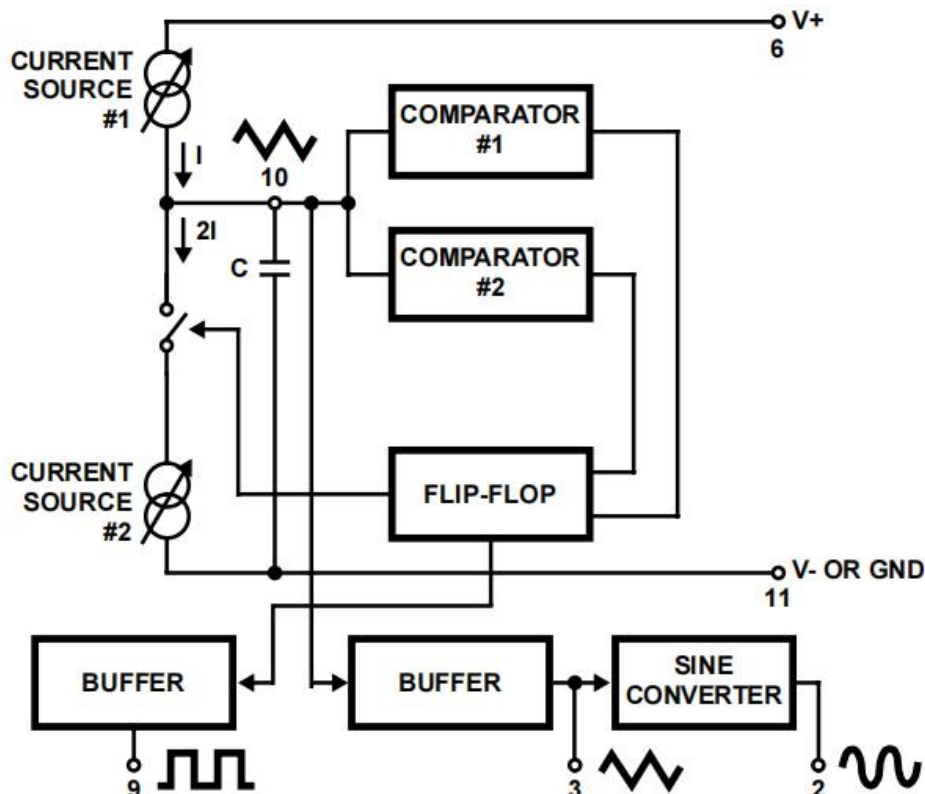 V+
6
CURRENT
SOURCE
#1
I
10
2I
C
COMPARATOR
#1
COMPARATOR
#2
CURRENT
SOURCE
#2
FLIP-FLOP
V- OR GND
11
BUFFER
BUFFER
SINE
CONVERTER
9
3
2